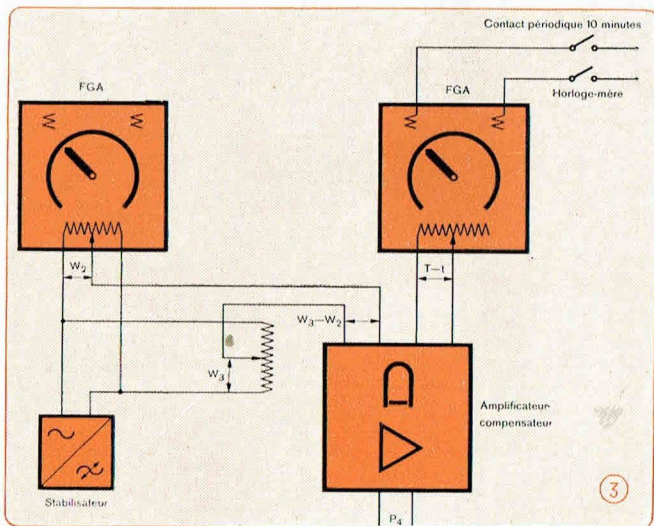 Contact périodique 10 minutes
FGA
FGA
Horloge-mère
W2
T–t
W3–W2
W3
Amplificateur-
compensateur
Stabilisateur
P4
3